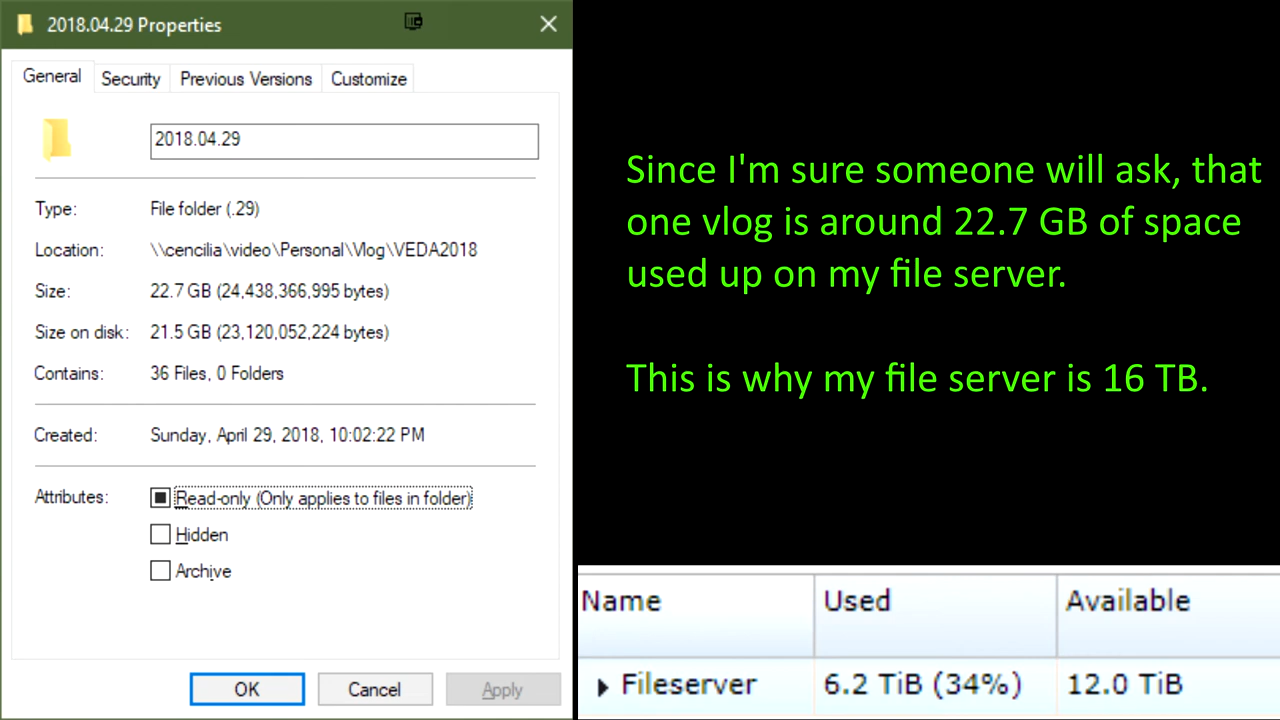 2018.04.29 Properties
General Security Previous Versions Customize
2018.04.29
Type: File folder (.29)
Location: \\cencilia\video\Personal\Vlog\VEDA2018
Size: 22.7 GB (24,438,366,995 bytes)
Size on disk: 21.5 GB (23,120,052,224 bytes)
Contains: 36 Files, 0 Folders
Created: Sunday, April 29, 2018, 10:02:22 PM
Attributes: Read-only (Only applies to files in folder)
Hidden
Archive
OK Cancel Apply
Since I'm sure someone will ask, that
one vlog is around 22.7 GB of space
used up on my file server.
This is why my file server is 16 TB.
Name Used Available
Fileserver 6.2 TiB (34%) 12.0 TiB